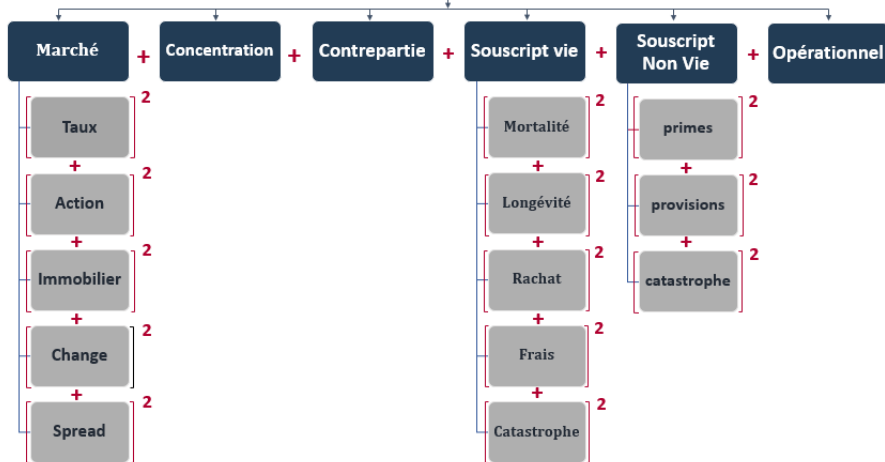 Marché + Concentration + Contrepartie + Souscript vie + Souscript Non Vie + Opérationnel
[Taux]2
+
[Action]2
+
[Immobilier]2
+
[Change]2
+
[Spread]2
[Mortalité]2
+
[Longévité]2
+
[Rachat]2
+
[Frais]2
+
[Catastrophe]2
[primes]2
+
[provisions]2
+
[catastrophe]2